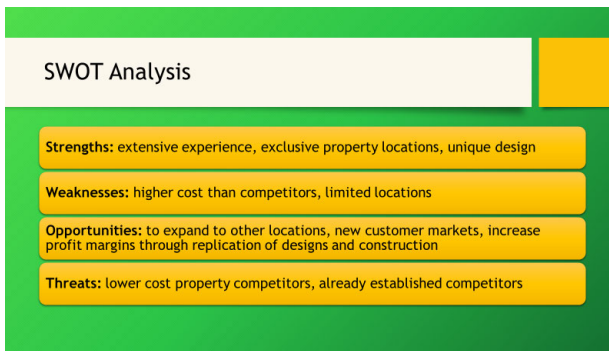 SWOT Analysis
Strengths: extensive experience, exclusive property locations, unique design
Weaknesses: higher cost than competitors, limited locations
Opportunities: to expand to other locations, new customer markets, increase
profit margins through replication of designs and construction
Threats: lower cost property competitors, already established competitors